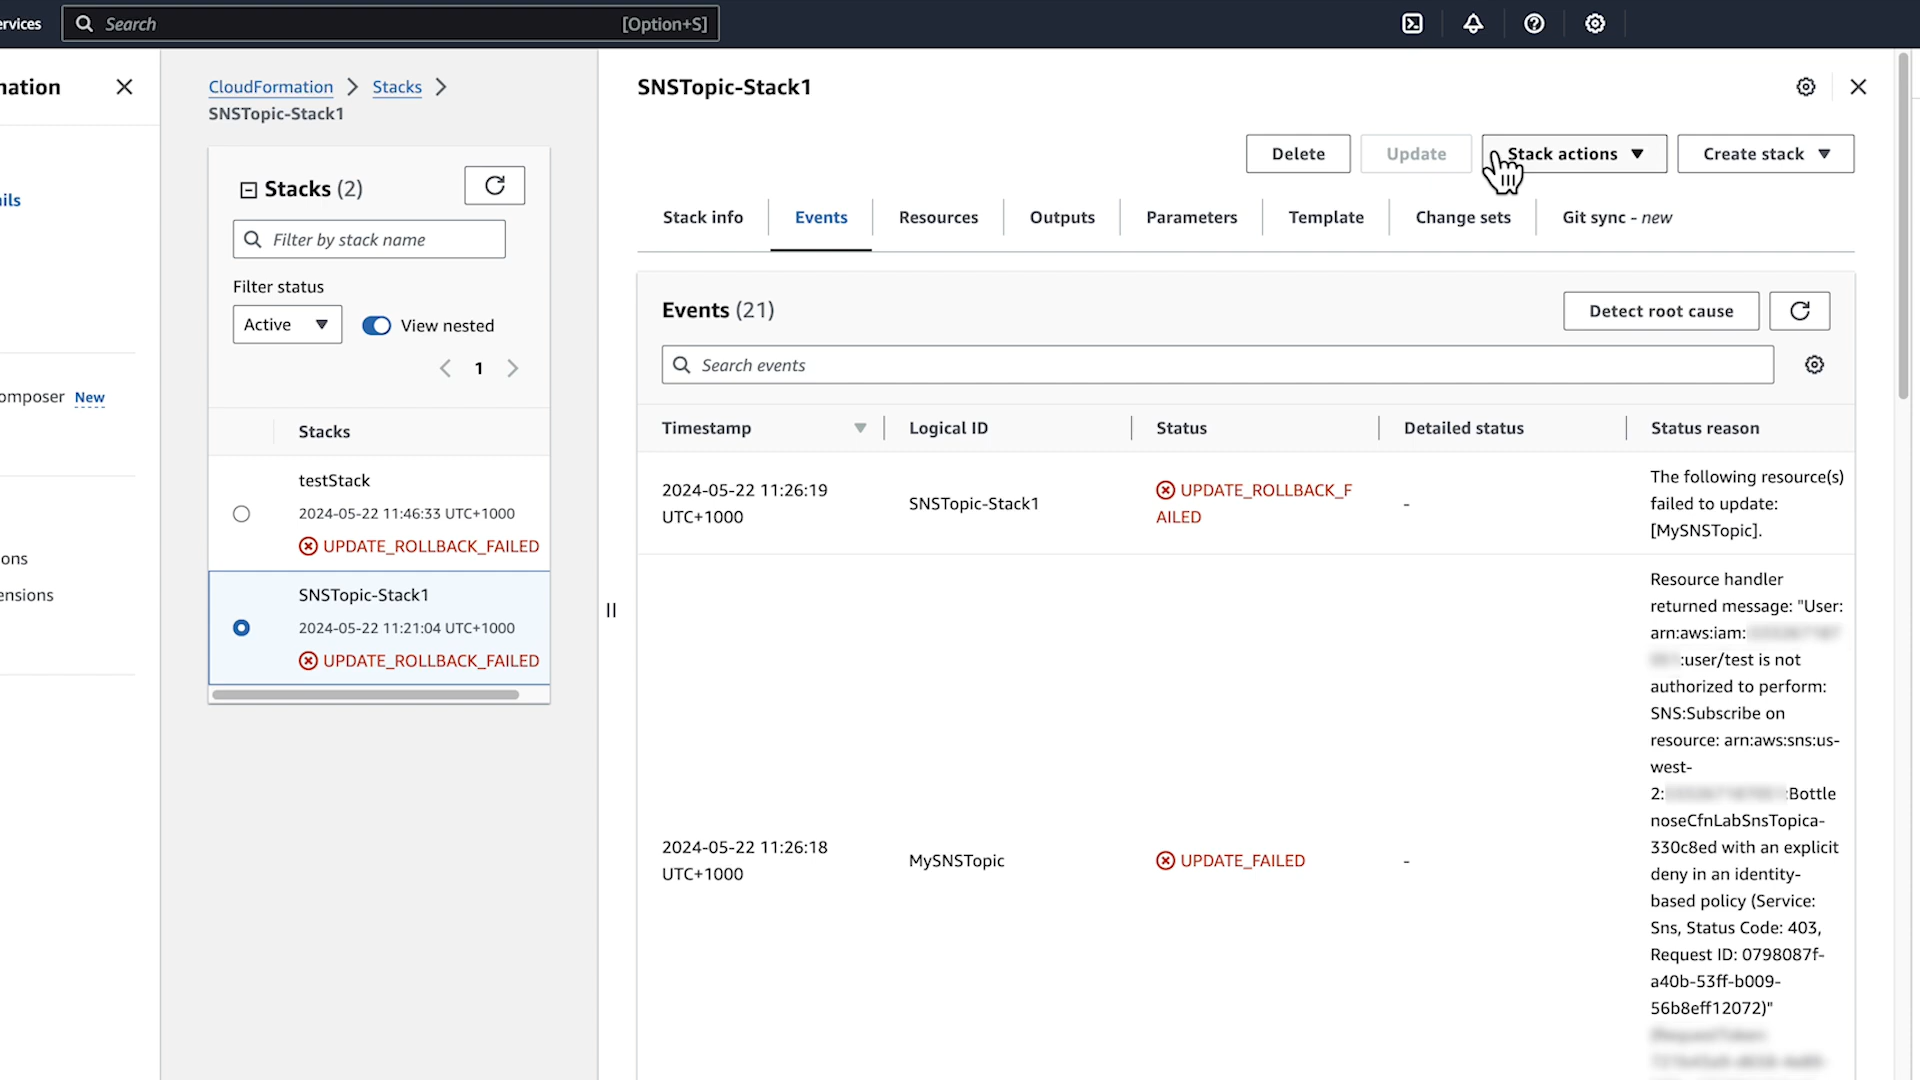 ervices
Search
[Option+S]
nation
ails
omposer New
ons
ensions
CloudFormation
Stacks
SNSTopic-Stack1
Stacks (2)
Filter by stack name
Filter status
Active
View nested
1
Stacks
testStack
2024-05-22 11:46:33 UTC+1000
UPDATE_ROLLBACK_FAILED
SNSTopic-Stack1
2024-05-22 11:21:04 UTC+1000
UPDATE_ROLLBACK_FAILED
SNSTopic-Stack1
Delete
Update
Stack actions
Create stack
Stack info
Events
Resources
Outputs
Parameters
Template
Change sets
Git sync - new
Events (21)
Detect root cause
Search events
Timestamp
Logical ID
Status
Detailed status
Status reason
2024-05-22 11:26:19
UTC+1000
SNSTopic-Stack1
UPDATE_ROLLBACK_F
AILED
-
The following resource(s)
failed to update:
[MySNSTopic].
2024-05-22 11:26:18
UTC+1000
MySNSTopic
UPDATE_FAILED
-
Resource handler
returned message: "User:
arn:aws:iam:
:user/test is not
authorized to perform:
SNS:Subscribe on
resource: arn:aws:sns:us-
west-
2: :Bottle
noseCfnLabSnsTopica-
330c8ed with an explicit
deny in an identity-
based policy (Service:
Sns, Status Code: 403,
Request ID: 0798087f-
a40b-53ff-b009-
56b8eff12072)"